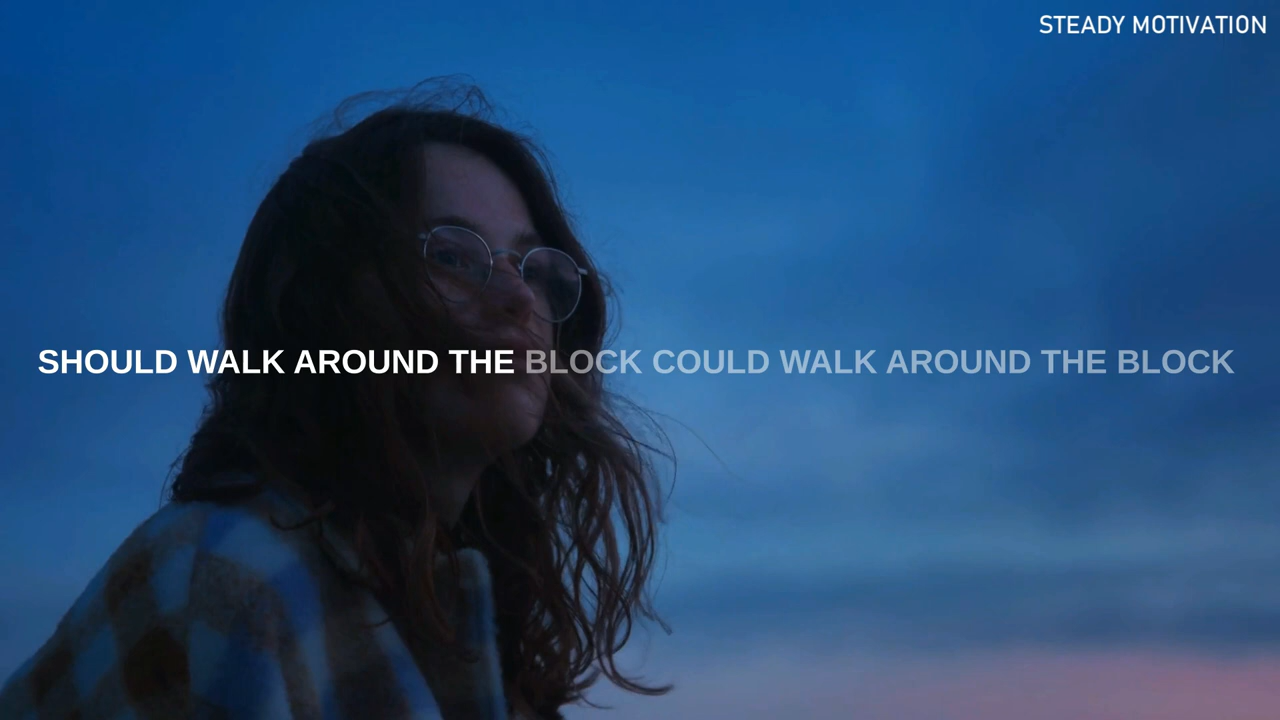 STEADY MOTIVATION
SHOULD WALK AROUND THE BLOCK COULD WALK AROUND THE BLOCK